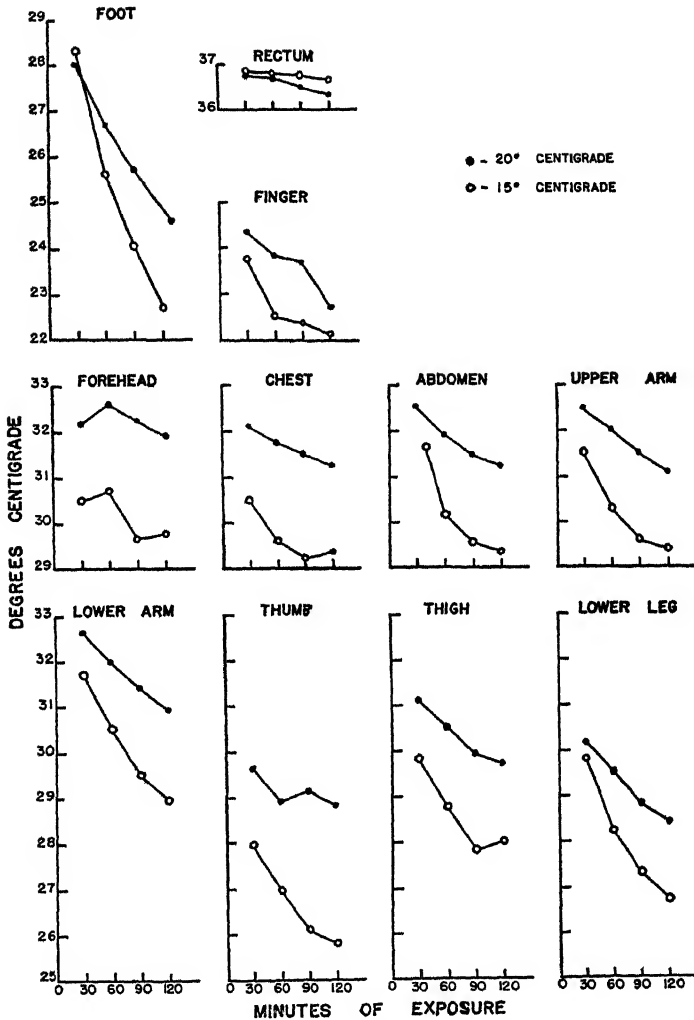 FOOT
29
28
27
26
25
24
23
22
RECTUM
37
36
● - 20° CENTIGRADE
○ - 15° CENTIGRADE
FINGER
DEGREES CENTIGRADE
FOREHEAD
CHEST
ABDOMEN
UPPER ARM
33
32
31
30
29
LOWER ARM
THUMB
THIGH
LOWER LEG
33
32
31
30
29
28
27
26
25
0 30 60 90 120
0 30 60 90 120
0 30 60 90 120
0 30 60 90 120
MINUTES OF EXPOSURE